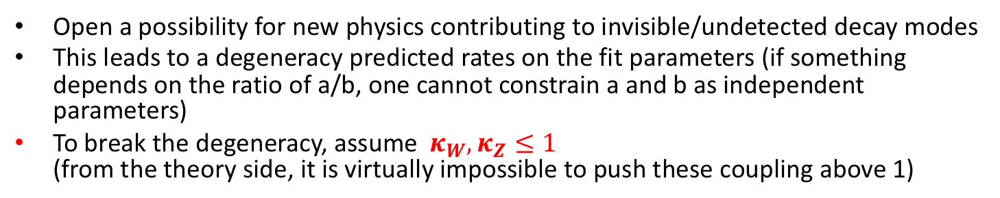 • Open a possibility for new physics contributing to invisible/undetected decay modes
• This leads to a degeneracy predicted rates on the fit parameters (if something
depends on the ratio of a/b, one cannot constrain a and b as independent
parameters)
• To break the degeneracy, assume κ_W, κ_Z ≤ 1
(from the theory side, it is virtually impossible to push these coupling above 1)